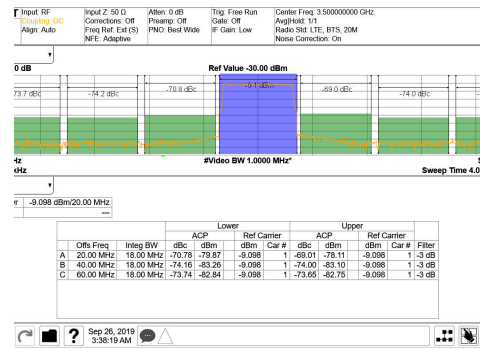 Input: RF Input Z: 50 Ω Atten: 0 dB Trig: Free Run Center Freq: 3.500000000 GHz
Coupling: DC Corrections: Off Preamp: Off Gate: Off Avg|Hold: 1/1
Align: Auto Freq Ref: Ext (S) PNO: Best Wide IF Gain: Low Radio Std: LTE, BTS, 20M
NFE: Adaptive Noise Correction: On
0 dB Ref Value -30.00 dBm
73.7 dBc -74.2 dBc -70.8 dBc -9.1 dBm -69.0 dBc -74.0 dBc
Hz #Video BW 1.0000 MHz*
kHz Sweep Time 4.0
-9.098 dBm/20.00 MHz
---
Lower Upper
ACP Ref Carrier ACP Ref Carrier
Offs Freq Integ BW dBc dBm dBm Car # dBc dBm dBm Car # Filter
A 20.00 MHz 18.00 MHz -70.78 -79.87 -9.098 1 -69.01 -78.11 -9.098 1 -3 dB
B 40.00 MHz 18.00 MHz -74.16 -83.26 -9.098 1 -74.00 -83.10 -9.098 1 -3 dB
C 60.00 MHz 18.00 MHz -73.74 -82.84 -9.098 1 -73.65 -82.75 -9.098 1 -3 dB
? Sep 26, 2019
3:38:19 AM